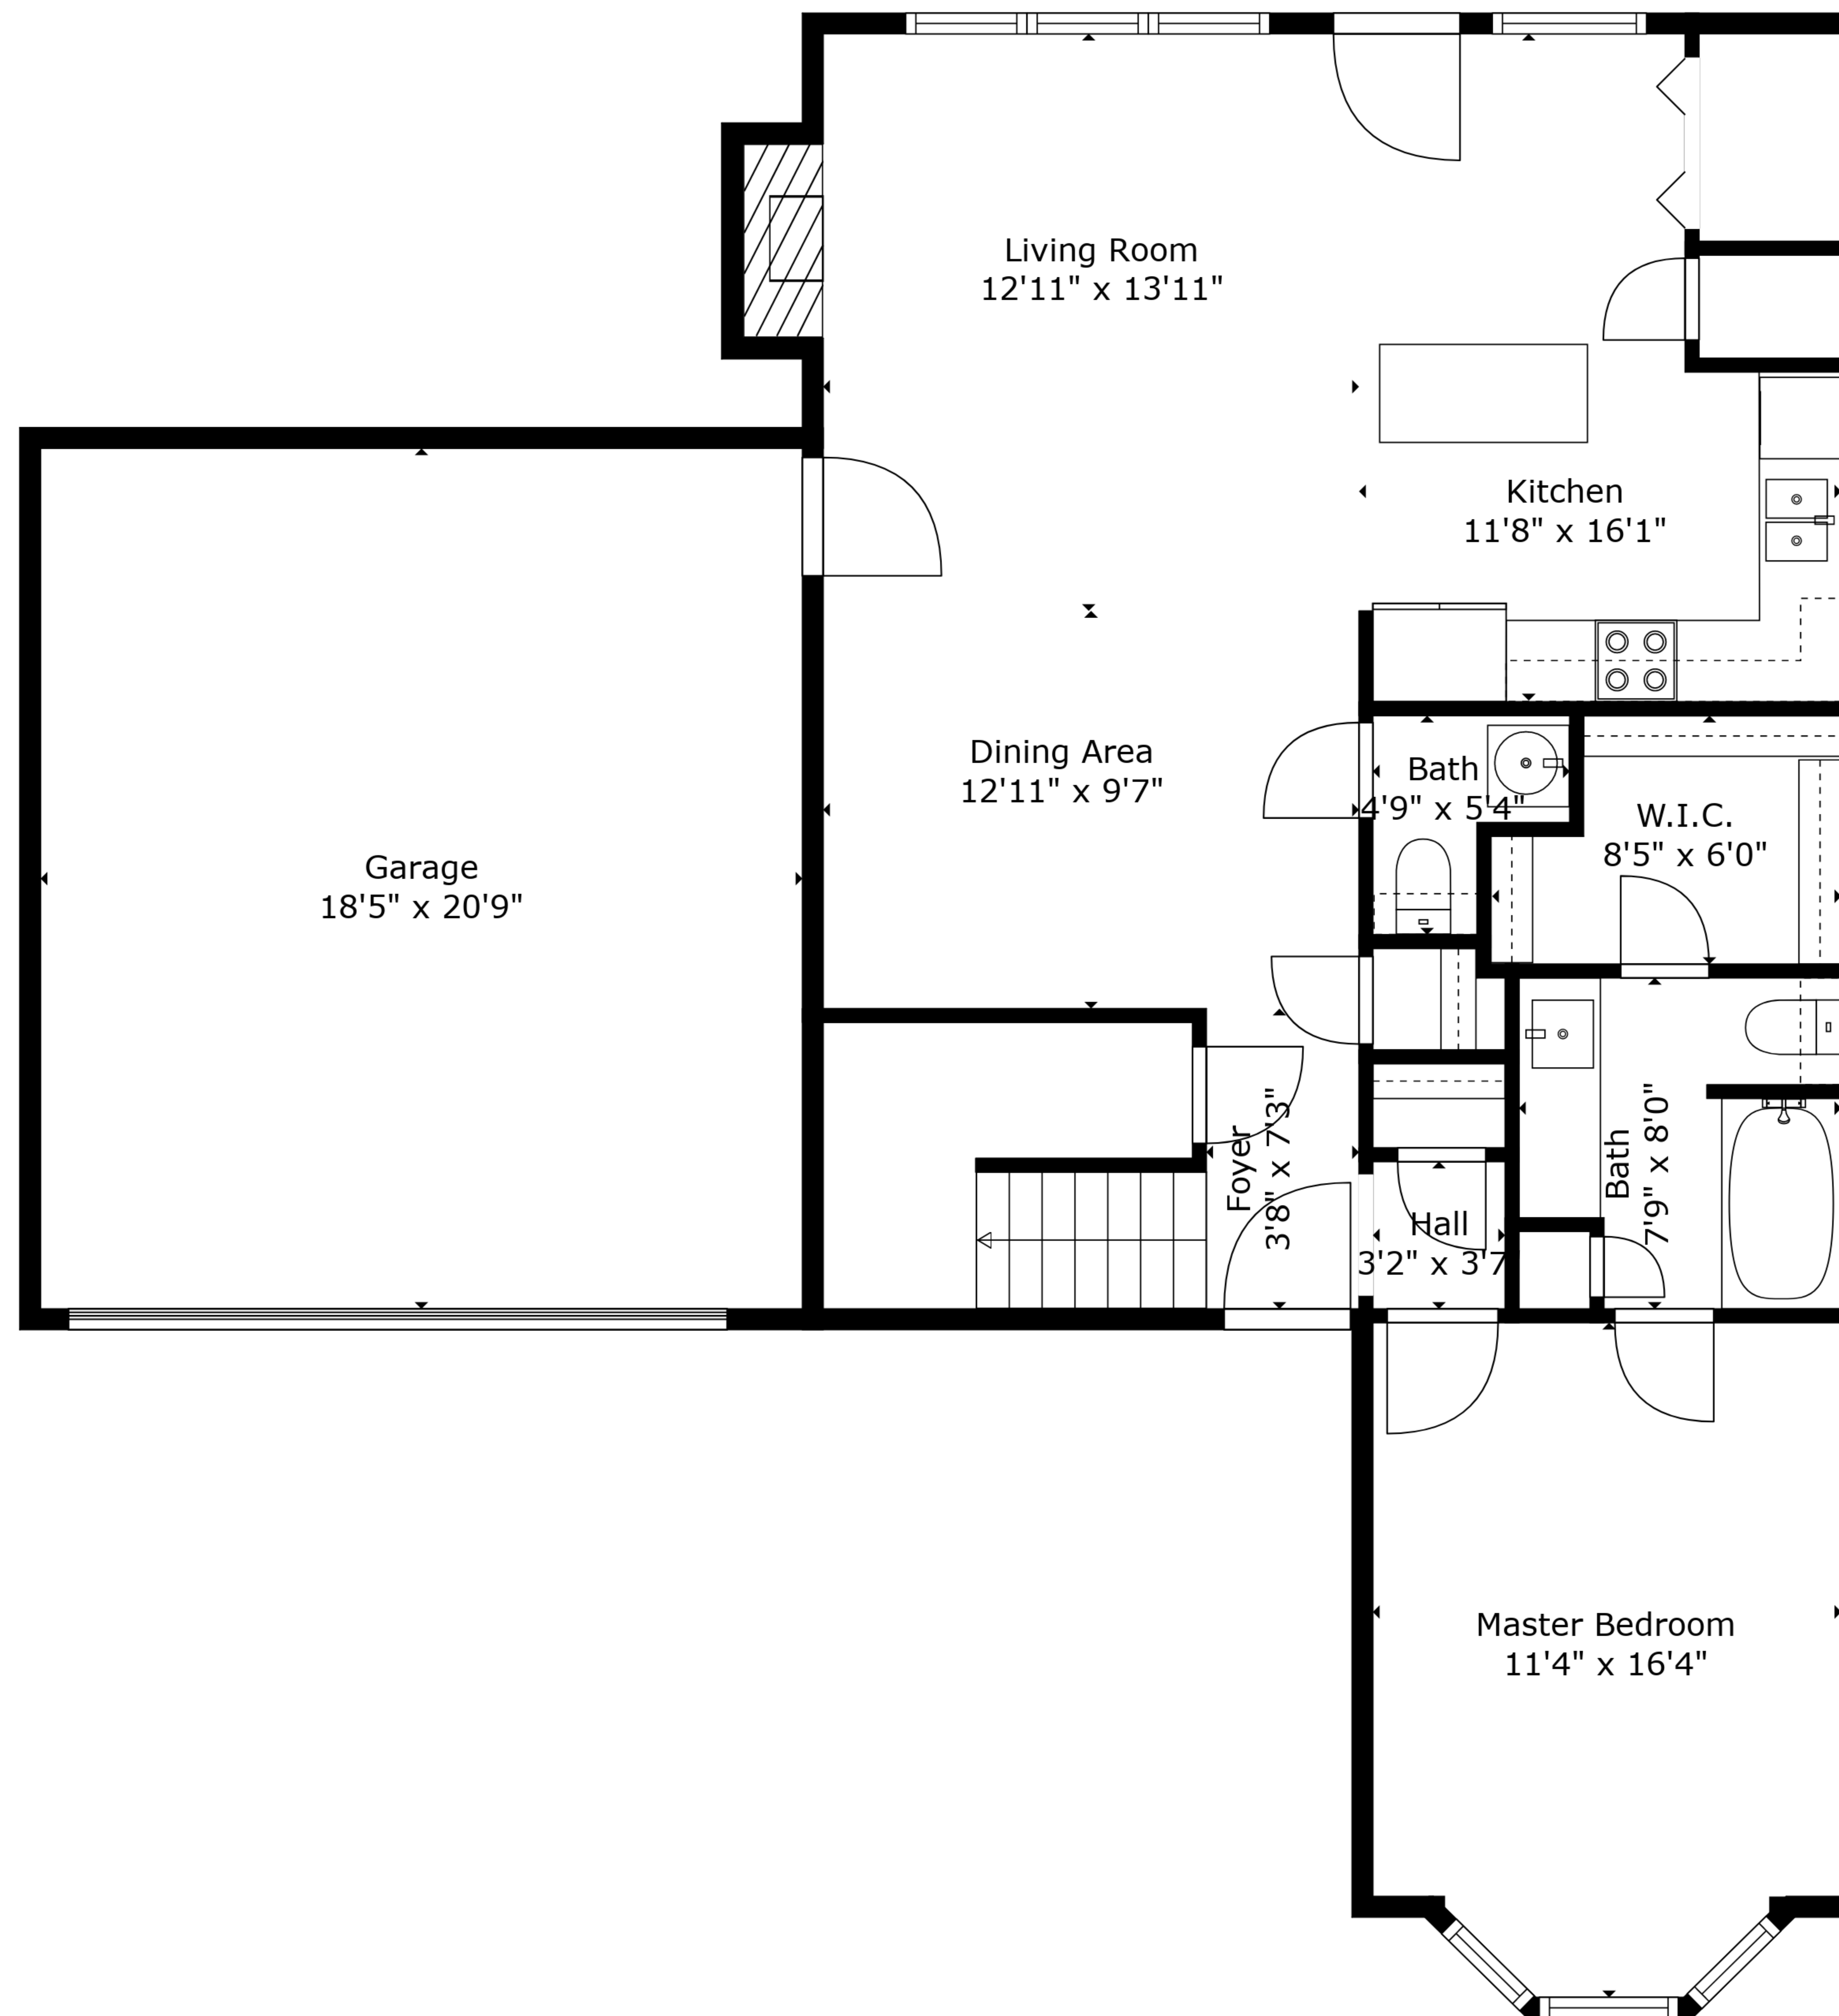 Living Room
12'11" x 13'11"
Kitchen
11'8" x 16'1"
Dining Area
12'11" x 9'7"
Bath
4'9" x 5'4"
W.I.C.
8'5" x 6'0"
Garage
18'5" x 20'9"
Foyer
3'8" x 7'3"
Bath
7'9" x 8'0"
Hall
3'2" x 3'7
Master Bedroom
11'4" x 16'4"